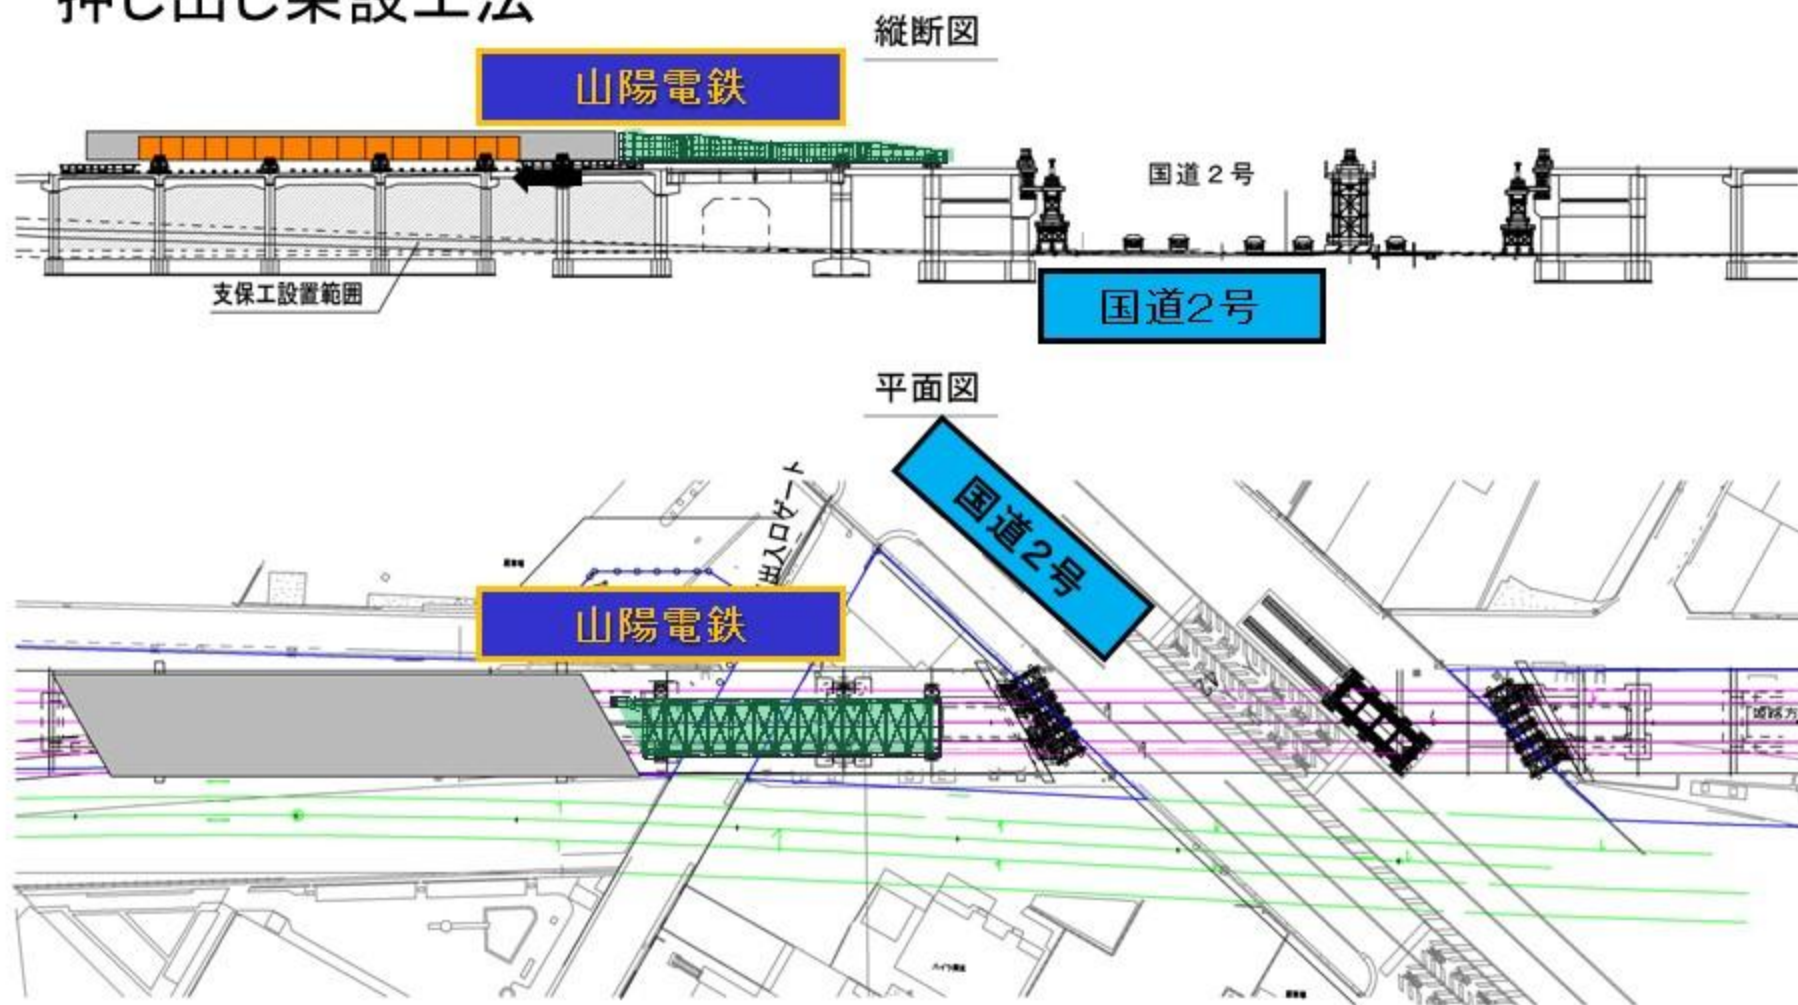 押し出し架設工法
縦断図
山陽電鉄
国道2号
支保工設置範囲
国道2号
平面図
国道2号
出入口ゲート
山陽電鉄